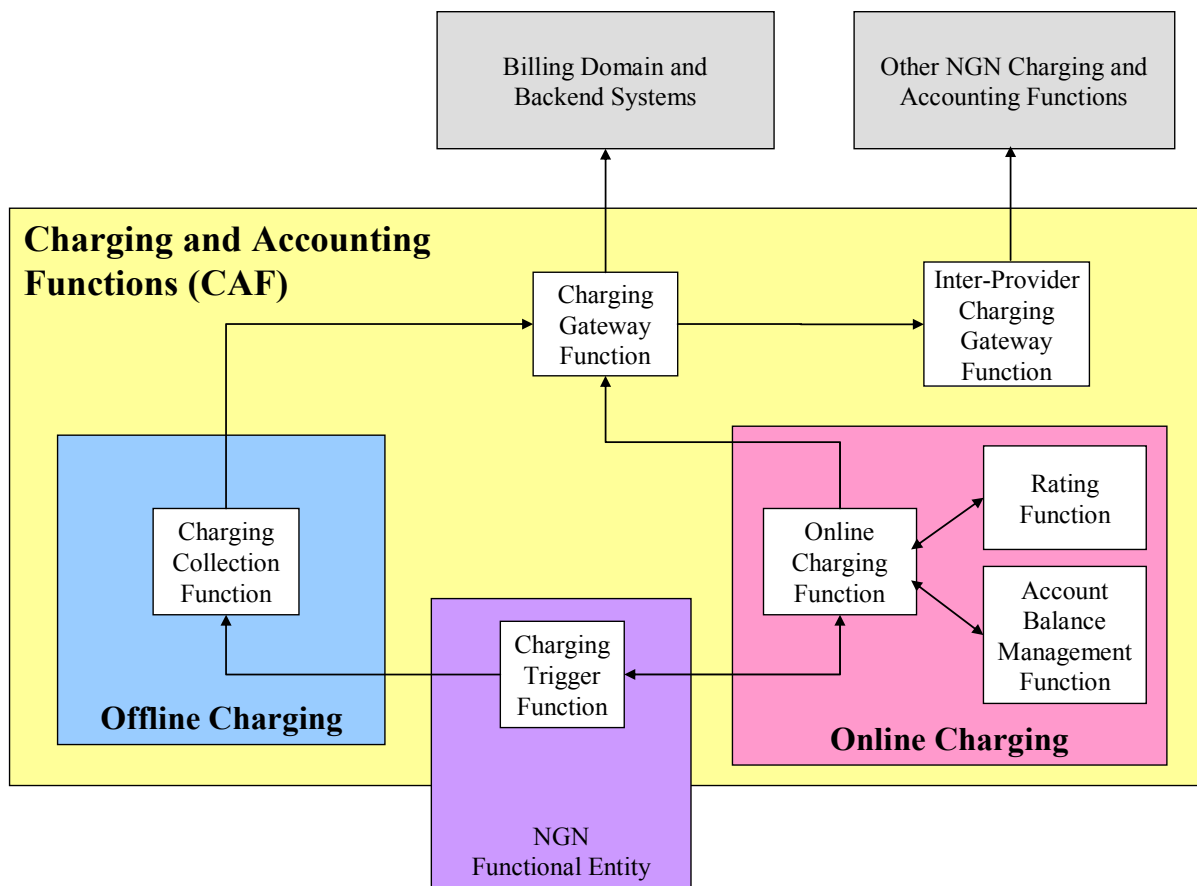 Billing Domain and
Backend Systems
Other NGN Charging and
Accounting Functions
Charging and Accounting
Functions (CAF)
Charging
Gateway
Function
Inter-Provider
Charging
Gateway
Function
Charging
Collection
Function
Offline Charging
Charging
Trigger
Function
NGN
Functional Entity
Online
Charging
Function
Rating
Function
Account
Balance
Management
Function
Online Charging